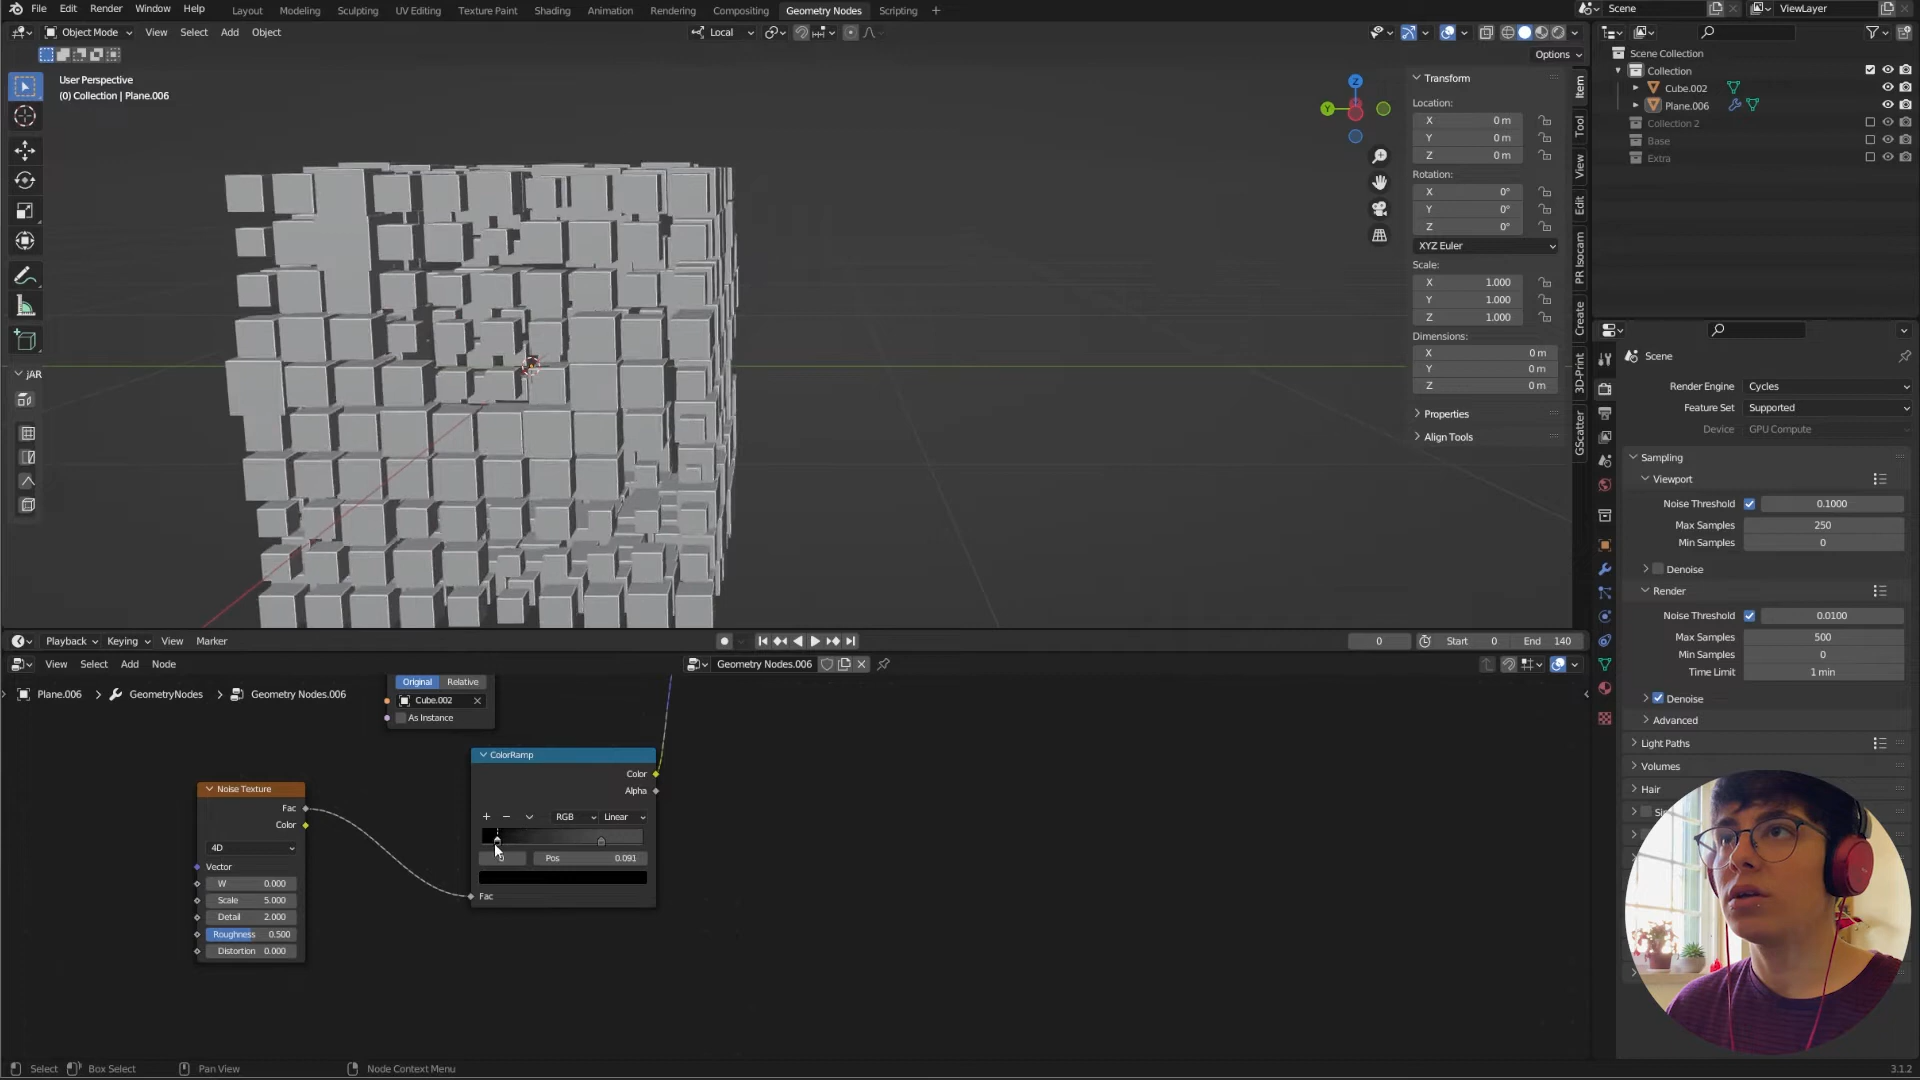 File Edit Render Window Help Layout Modeling Sculpting UV Editing Texture Paint Shading Animation Rendering Compositing Geometry Nodes Scripting + Scene ViewLayer
Object Mode View Select Add Object Local
Options
User Perspective
(0) Collection | Plane.006
jAR
Z
Y
Transform
Location:
X 0 m
Y 0 m
Z 0 m
Rotation:
X 0°
Y 0°
Z 0°
XYZ Euler
Scale:
X 1.000
Y 1.000
Z 1.000
Dimensions:
X 0 m
Y 0 m
Z 0 m
Properties
Align Tools
Item
Tool
View
Edit
PR Isocam
Create
3D-Print
GScatter
Scene Collection
Collection
Cube.002
Plane.006
Collection 2
Base
Extra
Scene
Render Engine Cycles
Feature Set Supported
Device GPU Compute
Sampling
Viewport
Noise Threshold 0.1000
Max Samples 250
Min Samples 0
Denoise
Render
Noise Threshold 0.0100
Max Samples 500
Min Samples 0
Time Limit 1 min
Denoise
Advanced
Light Paths
Volumes
Hair
Playback Keying View Marker 0 Start 0 End 140
View Select Add Node Geometry Nodes.006
Plane.006 > GeometryNodes > Geometry Nodes.006
Original Relative
Cube.002
As Instance
Noise Texture
Fac
Color
4D
Vector
W 0.000
Scale 5.000
Detail 2.000
Roughness 0.500
Distortion 0.000
ColorRamp
Color
Alpha
+ − RGB Linear
Pos 0.091
Fac
Select Box Select Pan View Node Context Menu 3.1.2